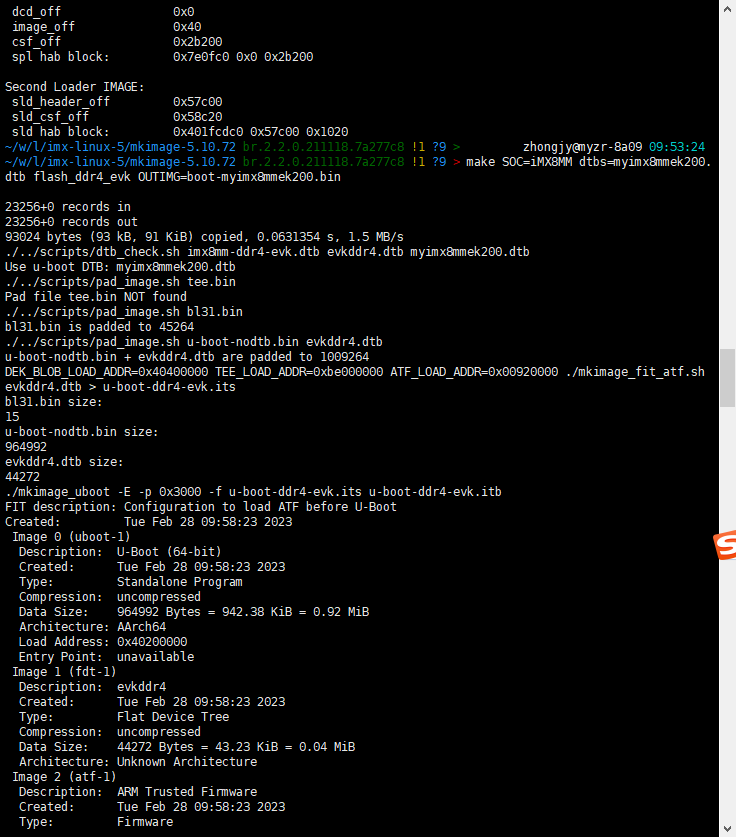 dcd_off 0x0
image_off 0x40
csf_off 0x2b200
spl hab block: 0x7e0fc0 0x0 0x2b200
Second Loader IMAGE:
sld_header_off 0x57c00
sld_csf_off 0x58c20
sld hab block: 0x401fcdc0 0x57c00 0x1020
~/w/l/imx-linux-5/mkimage-5.10.72 br.2.2.0.211118.7a277c8 !1 ?9 > zhongjy@myzr-8a09 09:53:24
~/w/l/imx-linux-5/mkimage-5.10.72 br.2.2.0.211118.7a277c8 !1 ?9 > make SOC=iMX8MM dtbs=myimx8mmek200.
dtb flash_ddr4_evk OUTIMG=boot-myimx8mmek200.bin
23256+0 records in
23256+0 records out
93024 bytes (93 kB, 91 KiB) copied, 0.0631354 s, 1.5 MB/s
./../scripts/dtb_check.sh imx8mm-ddr4-evk.dtb evkddr4.dtb myimx8mmek200.dtb
Use u-boot DTB: myimx8mmek200.dtb
./../scripts/pad_image.sh tee.bin
Pad file tee.bin NOT found
./../scripts/pad_image.sh bl31.bin
bl31.bin is padded to 45264
./../scripts/pad_image.sh u-boot-nodtb.bin evkddr4.dtb
u-boot-nodtb.bin + evkddr4.dtb are padded to 1009264
DEK_BLOB_LOAD_ADDR=0x40400000 TEE_LOAD_ADDR=0xbe000000 ATF_LOAD_ADDR=0x00920000 ./mkimage_fit_atf.sh
evkddr4.dtb > u-boot-ddr4-evk.its
bl31.bin size:
15
u-boot-nodtb.bin size:
964992
evkddr4.dtb size:
44272
./mkimage_uboot -E -p 0x3000 -f u-boot-ddr4-evk.its u-boot-ddr4-evk.itb
FIT description: Configuration to load ATF before U-Boot
Created: Tue Feb 28 09:58:23 2023
Image 0 (uboot-1)
Description: U-Boot (64-bit)
Created: Tue Feb 28 09:58:23 2023
Type: Standalone Program
Compression: uncompressed
Data Size: 964992 Bytes = 942.38 KiB = 0.92 MiB
Architecture: AArch64
Load Address: 0x40200000
Entry Point: unavailable
Image 1 (fdt-1)
Description: evkddr4
Created: Tue Feb 28 09:58:23 2023
Type: Flat Device Tree
Compression: uncompressed
Data Size: 44272 Bytes = 43.23 KiB = 0.04 MiB
Architecture: Unknown Architecture
Image 2 (atf-1)
Description: ARM Trusted Firmware
Created: Tue Feb 28 09:58:23 2023
Type: Firmware